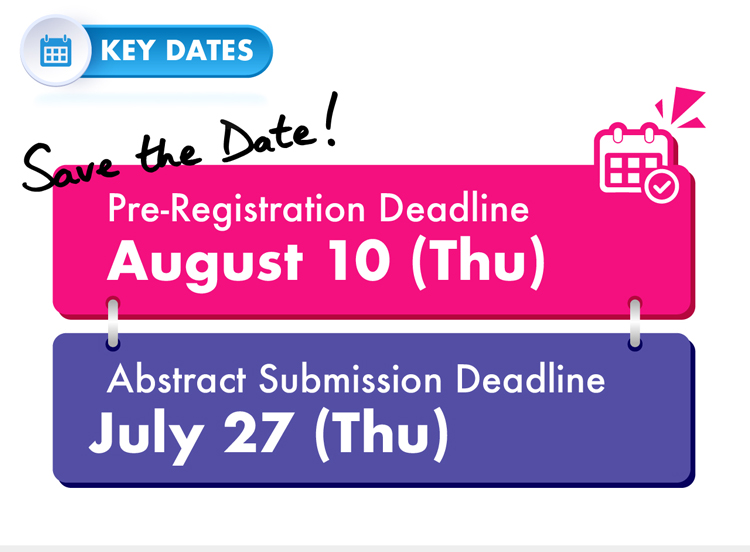 KEY DATES
Save the Date!
Pre-Registration Deadline
August 10 (Thu)
Abstract Submission Deadline
July 27 (Thu)